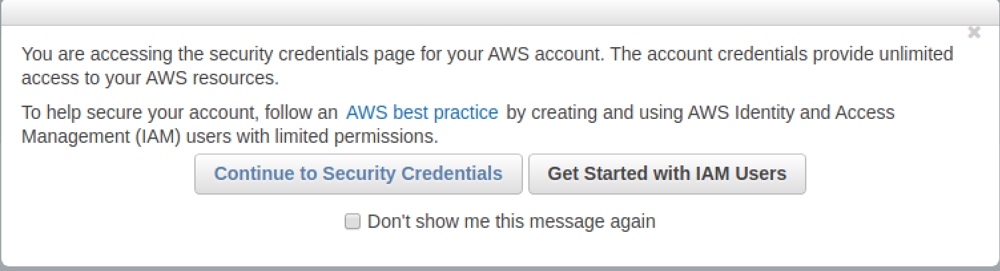 You are accessing the security credentials page for your AWS account. The account credentials provide unlimited
access to your AWS resources.
To help secure your account, follow an AWS best practice by creating and using AWS Identity and Access
Management (IAM) users with limited permissions.
Continue to Security Credentials
Get Started with IAM Users
Don't show me this message again